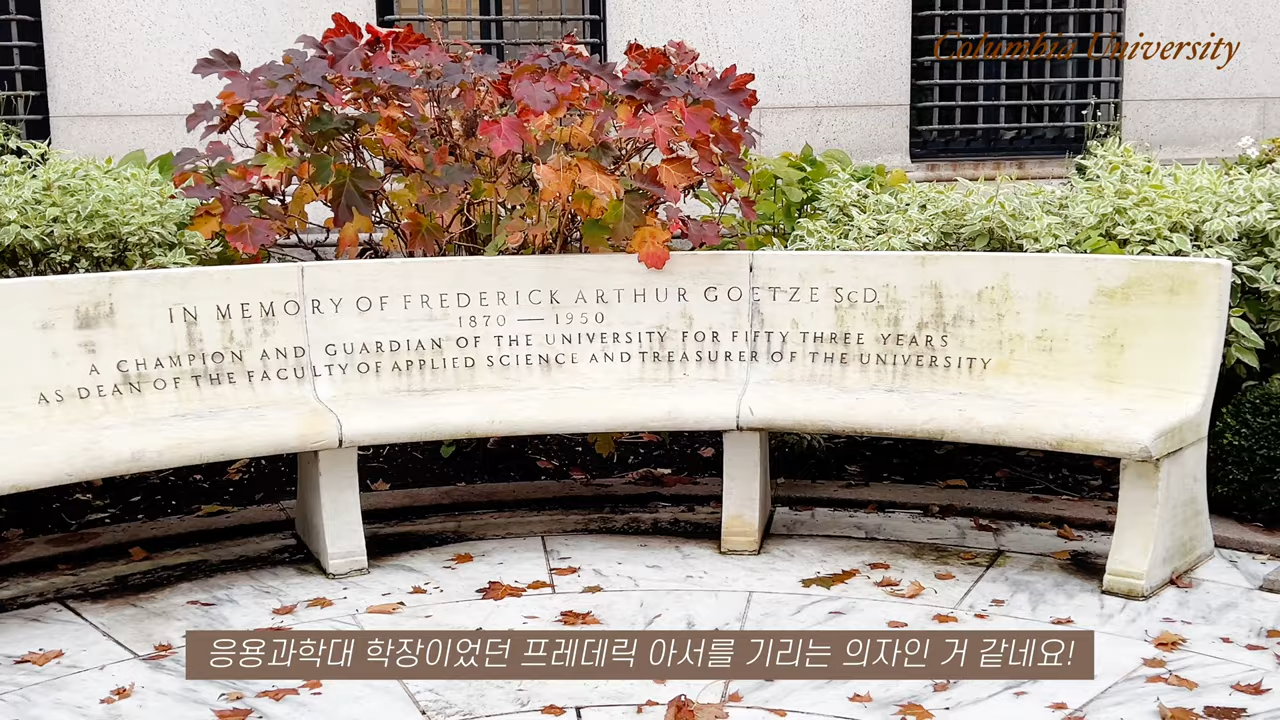 Columbia University
IN MEMORY OF FREDERICK ARTHUR GOETZE ScD.
1870 — 1950
A CHAMPION AND GUARDIAN OF THE UNIVERSITY FOR FIFTY THREE YEARS
AS DEAN OF THE FACULTY OF APPLIED SCIENCE AND TREASURER OF THE UNIVERSITY
응용과학대 학장이었던 프레데릭 아서를 기리는 의자인 거 같네요!